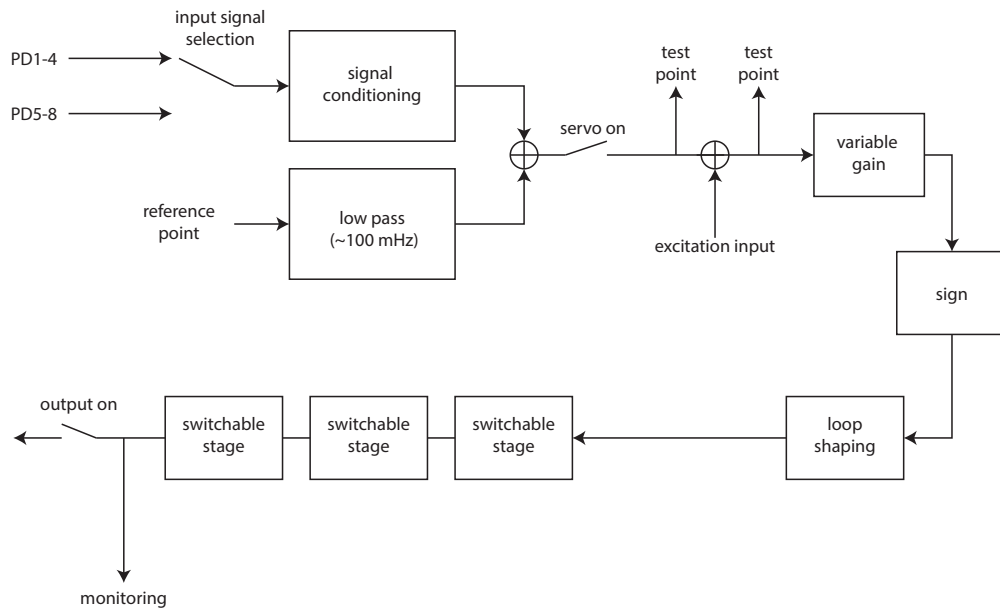 input signal
selection
PD1-4
PD5-8
signal
conditioning
test
point
test
point
servo on
variable
gain
reference
point
low pass
(~100 mHz)
excitation input
sign
output on
switchable
stage
switchable
stage
switchable
stage
loop
shaping
monitoring